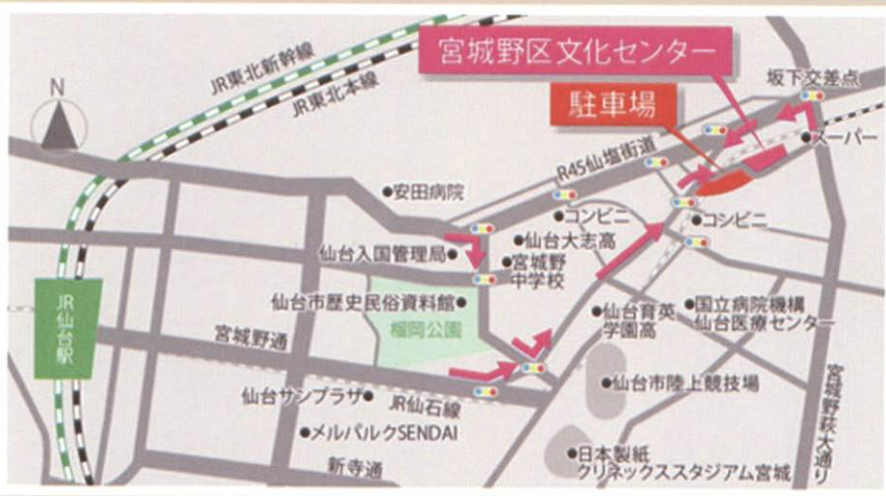 JR東北新幹線
JR東北本線
宮城野区文化センター
坂下交差点
駐車場
N
スーパー
R45仙塩街道
安田病院
コンビニ
コンビニ
仙台大志高
仙台入国管理局
宮城野
中学校
JR仙台駅
仙台市歴史民俗資料館
榴岡公園
仙台育英
学園高
国立病院機構
仙台医療センター
宮城野通
仙台サンプラザ
JR仙石線
仙台市陸上競技場
宮城野萩大通り
メルパルクSENDAI
新寺通
日本製紙
クリネックススタジアム宮城